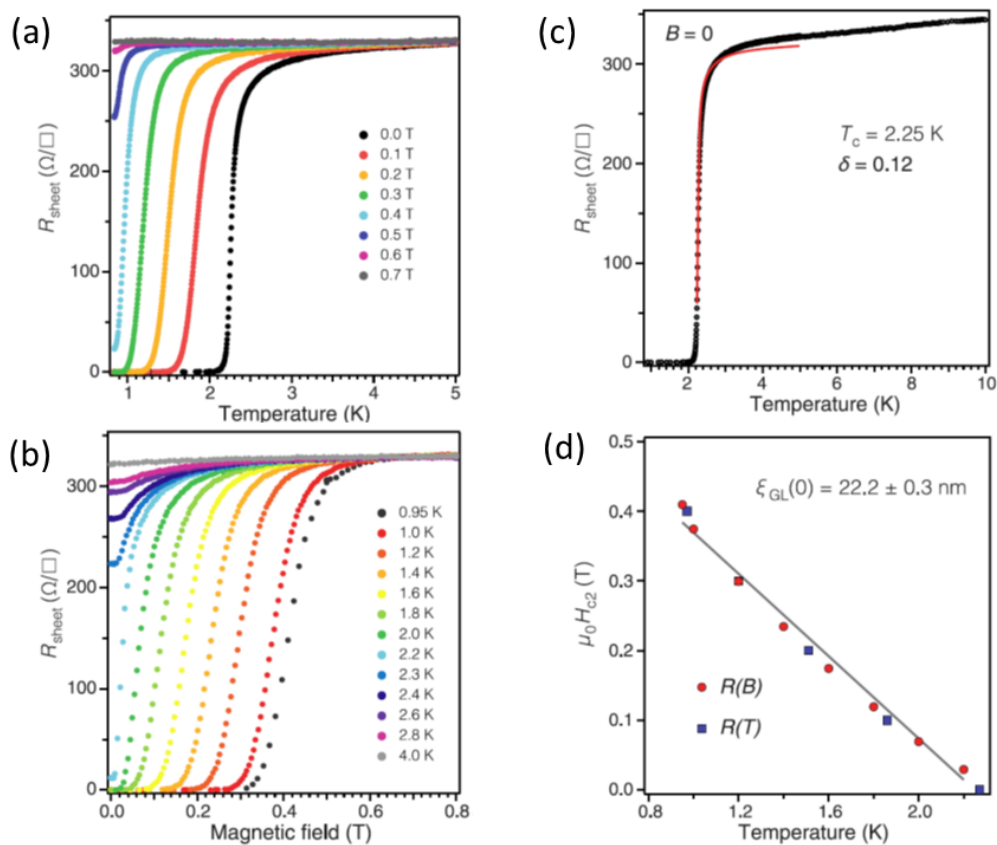 (a)
R_sheet (Ω/□)
300
200
100
0
0.0 T
0.1 T
0.2 T
0.3 T
0.4 T
0.5 T
0.6 T
0.7 T
1 2 3 4 5
Temperature (K)
(c)
B = 0
R_sheet (Ω/□)
300
200
100
0
T_c = 2.25 K
δ = 0.12
2 4 6 8 10
Temperature (K)
(b)
R_sheet (Ω/□)
300
200
100
0
0.95 K
1.0 K
1.2 K
1.4 K
1.6 K
1.8 K
2.0 K
2.2 K
2.3 K
2.4 K
2.6 K
2.8 K
4.0 K
0.0 0.2 0.4 0.6 0.8
Magnetic field (T)
(d)
μ₀H_c2 (T)
0.5
0.4
0.3
0.2
0.1
0.0
ξ_GL(0) = 22.2 ± 0.3 nm
R(B)
R(T)
0.8 1.2 1.6 2.0
Temperature (K)